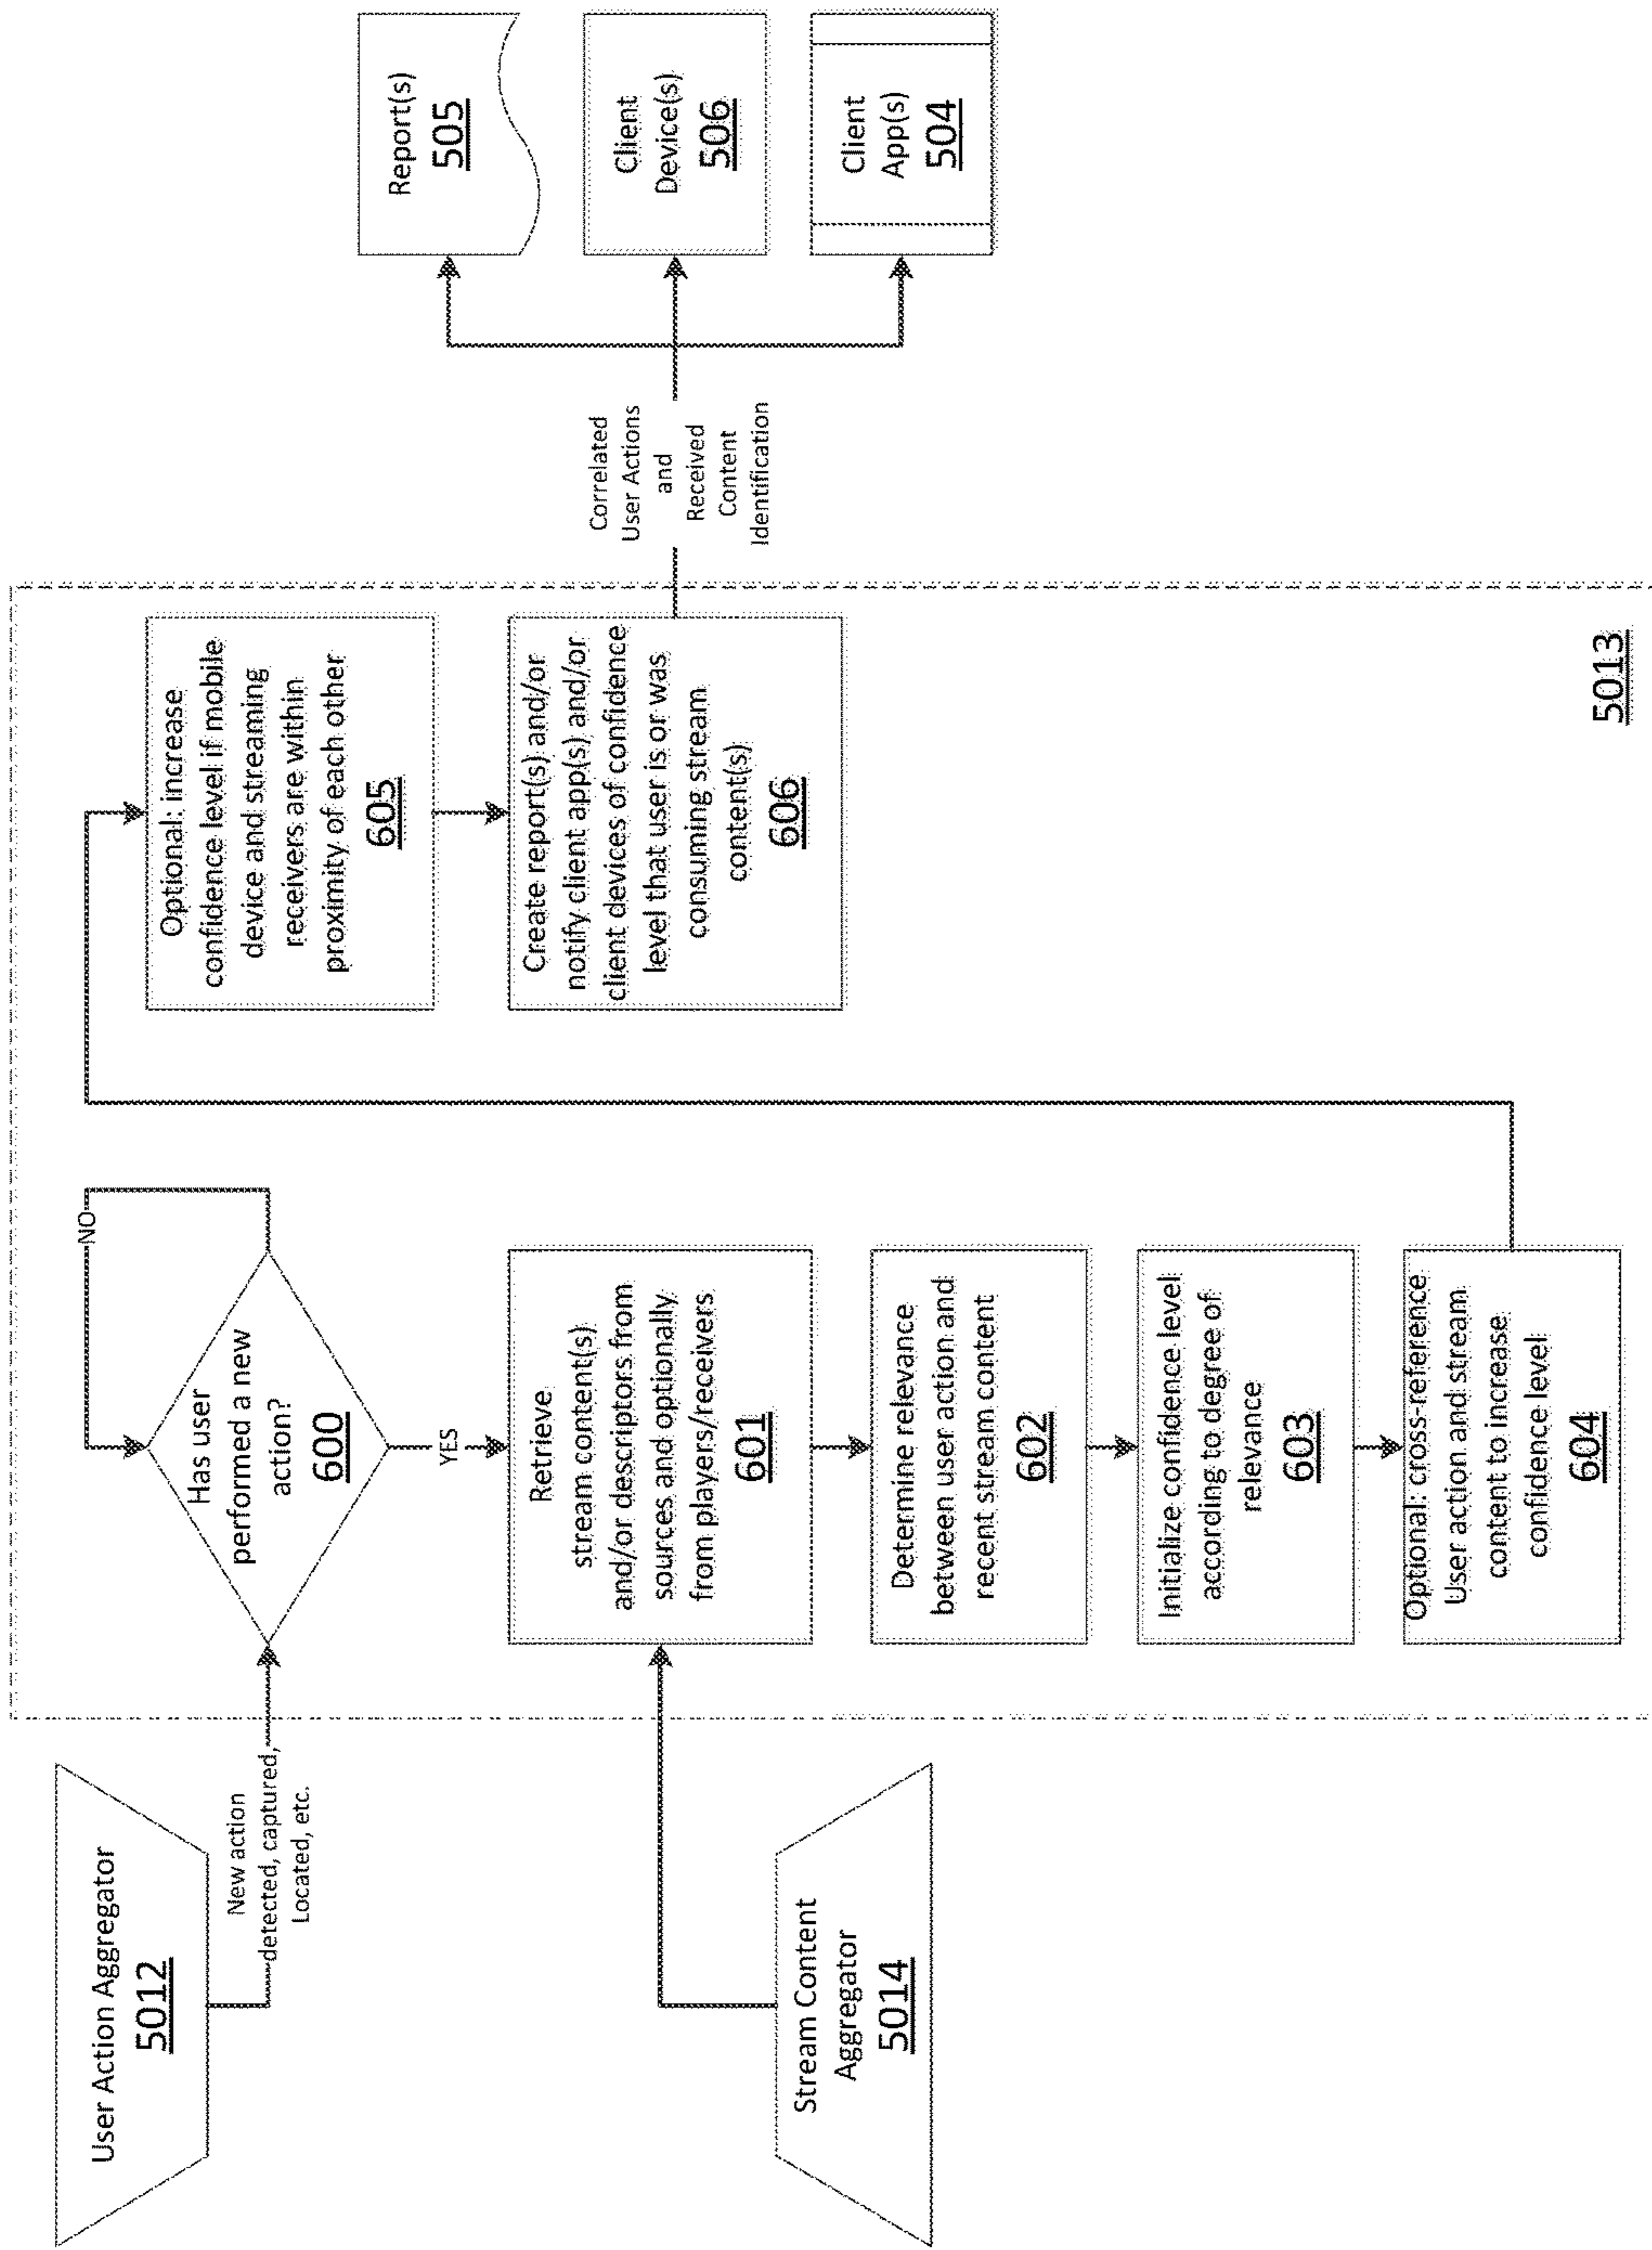 User Action Aggregator
5012
New action
detected, captured,
Located, etc.
Stream Content
Aggregator
5014
Has user
performed a new
action?
600
NO
YES
Retrieve
stream content(s)
and/or descriptors from
sources and optionally
from players/receivers
601
Determine relevance
between user action and
recent stream content
602
Initialize confidence level
according to degree of
relevance
603
Optional: cross-reference
User action and stream
content to increase
confidence level
604
Optional: increase
confidence level if mobile
device and streaming
receivers are within
proximity of each other
605
Create report(s) and/or
notify client app(s) and/or
client devices of confidence
level that user is or was
consuming stream
content(s)
606
5013
Correlated
User Actions
and
Received
Content
Identification
Report(s)
505
Client
Device(s)
506
Client
App(s)
504